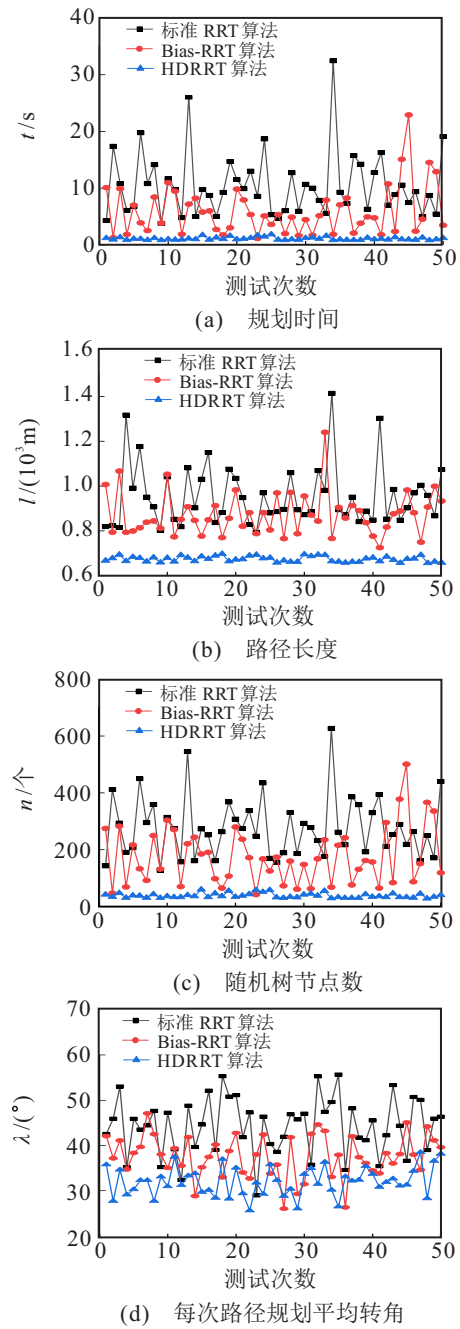 40
30
20
10
0
t/s
标准 RRT 算法
Bias-RRT 算法
HDRRT 算法
0 10 20 30 40 50
测试次数
(a) 规划时间
1.6
1.4
1.2
1.0
0.8
0.6
l/(10³m)
标准 RRT 算法
Bias-RRT 算法
HDRRT 算法
0 10 20 30 40 50
测试次数
(b) 路径长度
800
600
400
200
0
n/个
标准 RRT 算法
Bias-RRT 算法
HDRRT 算法
0 10 20 30 40 50
测试次数
(c) 随机树节点数
70
60
50
40
30
20
λ/(°)
标准 RRT 算法
Bias-RRT 算法
HDRRT 算法
0 10 20 30 40 50
测试次数
(d) 每次路径规划平均转角